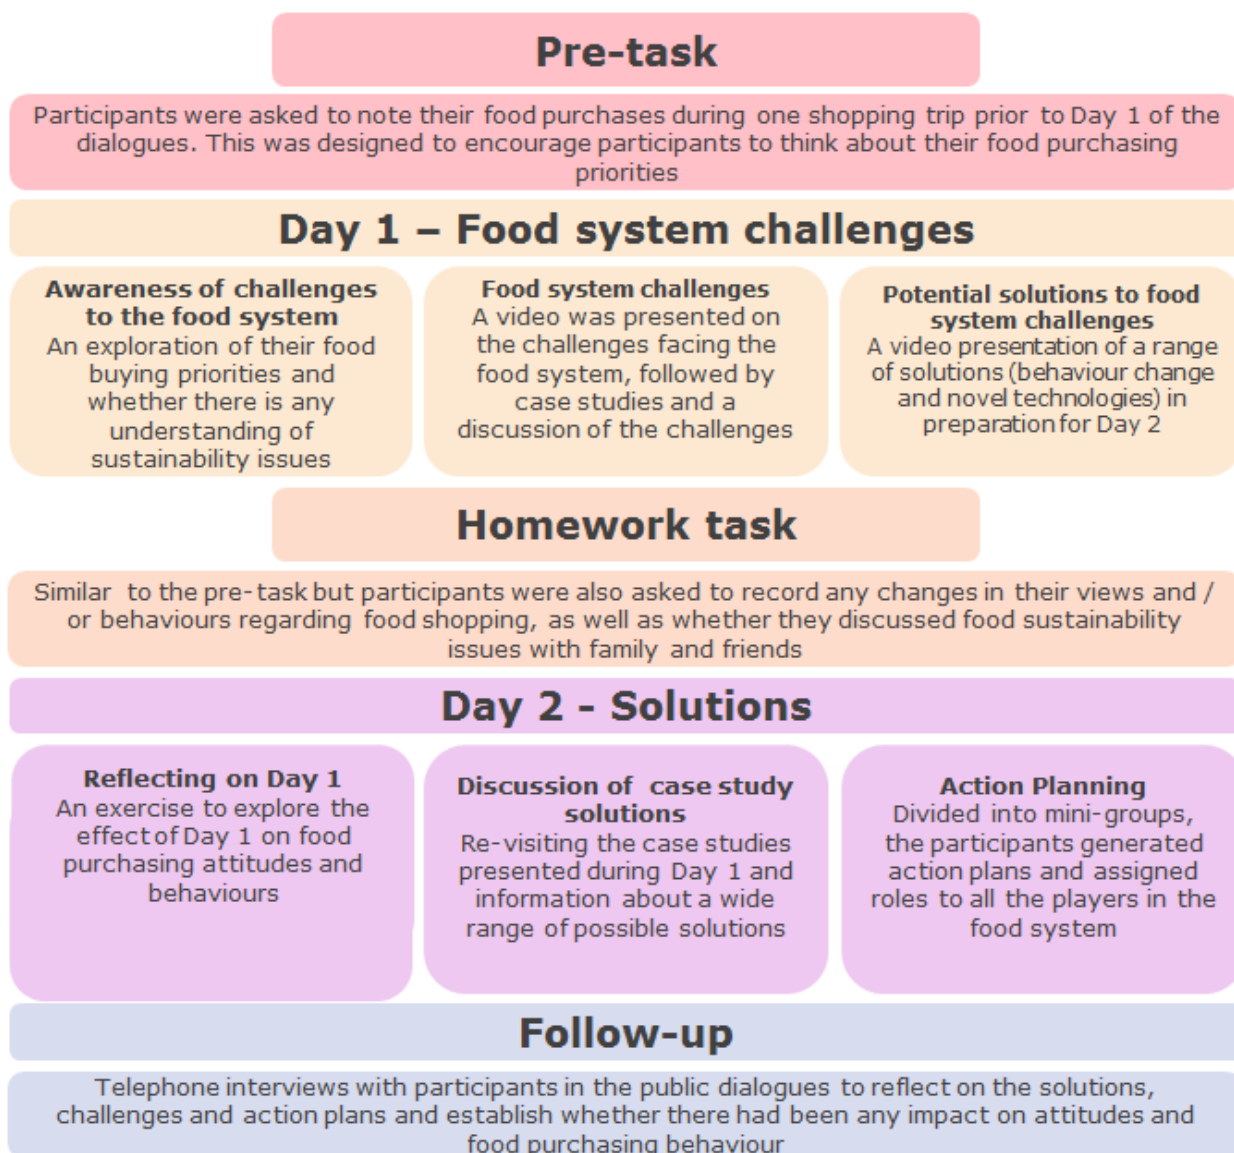 Pre-task
Participants were asked to note their food purchases during one shopping trip prior to Day 1 of the
dialogues. This was designed to encourage participants to think about their food purchasing
priorities
Day 1 – Food system challenges
Awareness of challenges
to the food system
An exploration of their food
buying priorities and
whether there is any
understanding of
sustainability issues
Food system challenges
A video was presented on
the challenges facing the
food system, followed by
case studies and a
discussion of the challenges
Potential solutions to food
system challenges
A video presentation of a range
of solutions (behaviour change
and novel technologies) in
preparation for Day 2
Homework task
Similar to the pre-task but participants were also asked to record any changes in their views and /
or behaviours regarding food shopping, as well as whether they discussed food sustainability
issues with family and friends
Day 2 - Solutions
Reflecting on Day 1
An exercise to explore the
effect of Day 1 on food
purchasing attitudes and
behaviours
Discussion of case study
solutions
Re-visiting the case studies
presented during Day 1 and
information about a wide
range of possible solutions
Action Planning
Divided into mini-groups,
the participants generated
action plans and assigned
roles to all the players in the
food system
Follow-up
Telephone interviews with participants in the public dialogues to reflect on the solutions,
challenges and action plans and establish whether there had been any impact on attitudes and
food purchasing behaviour